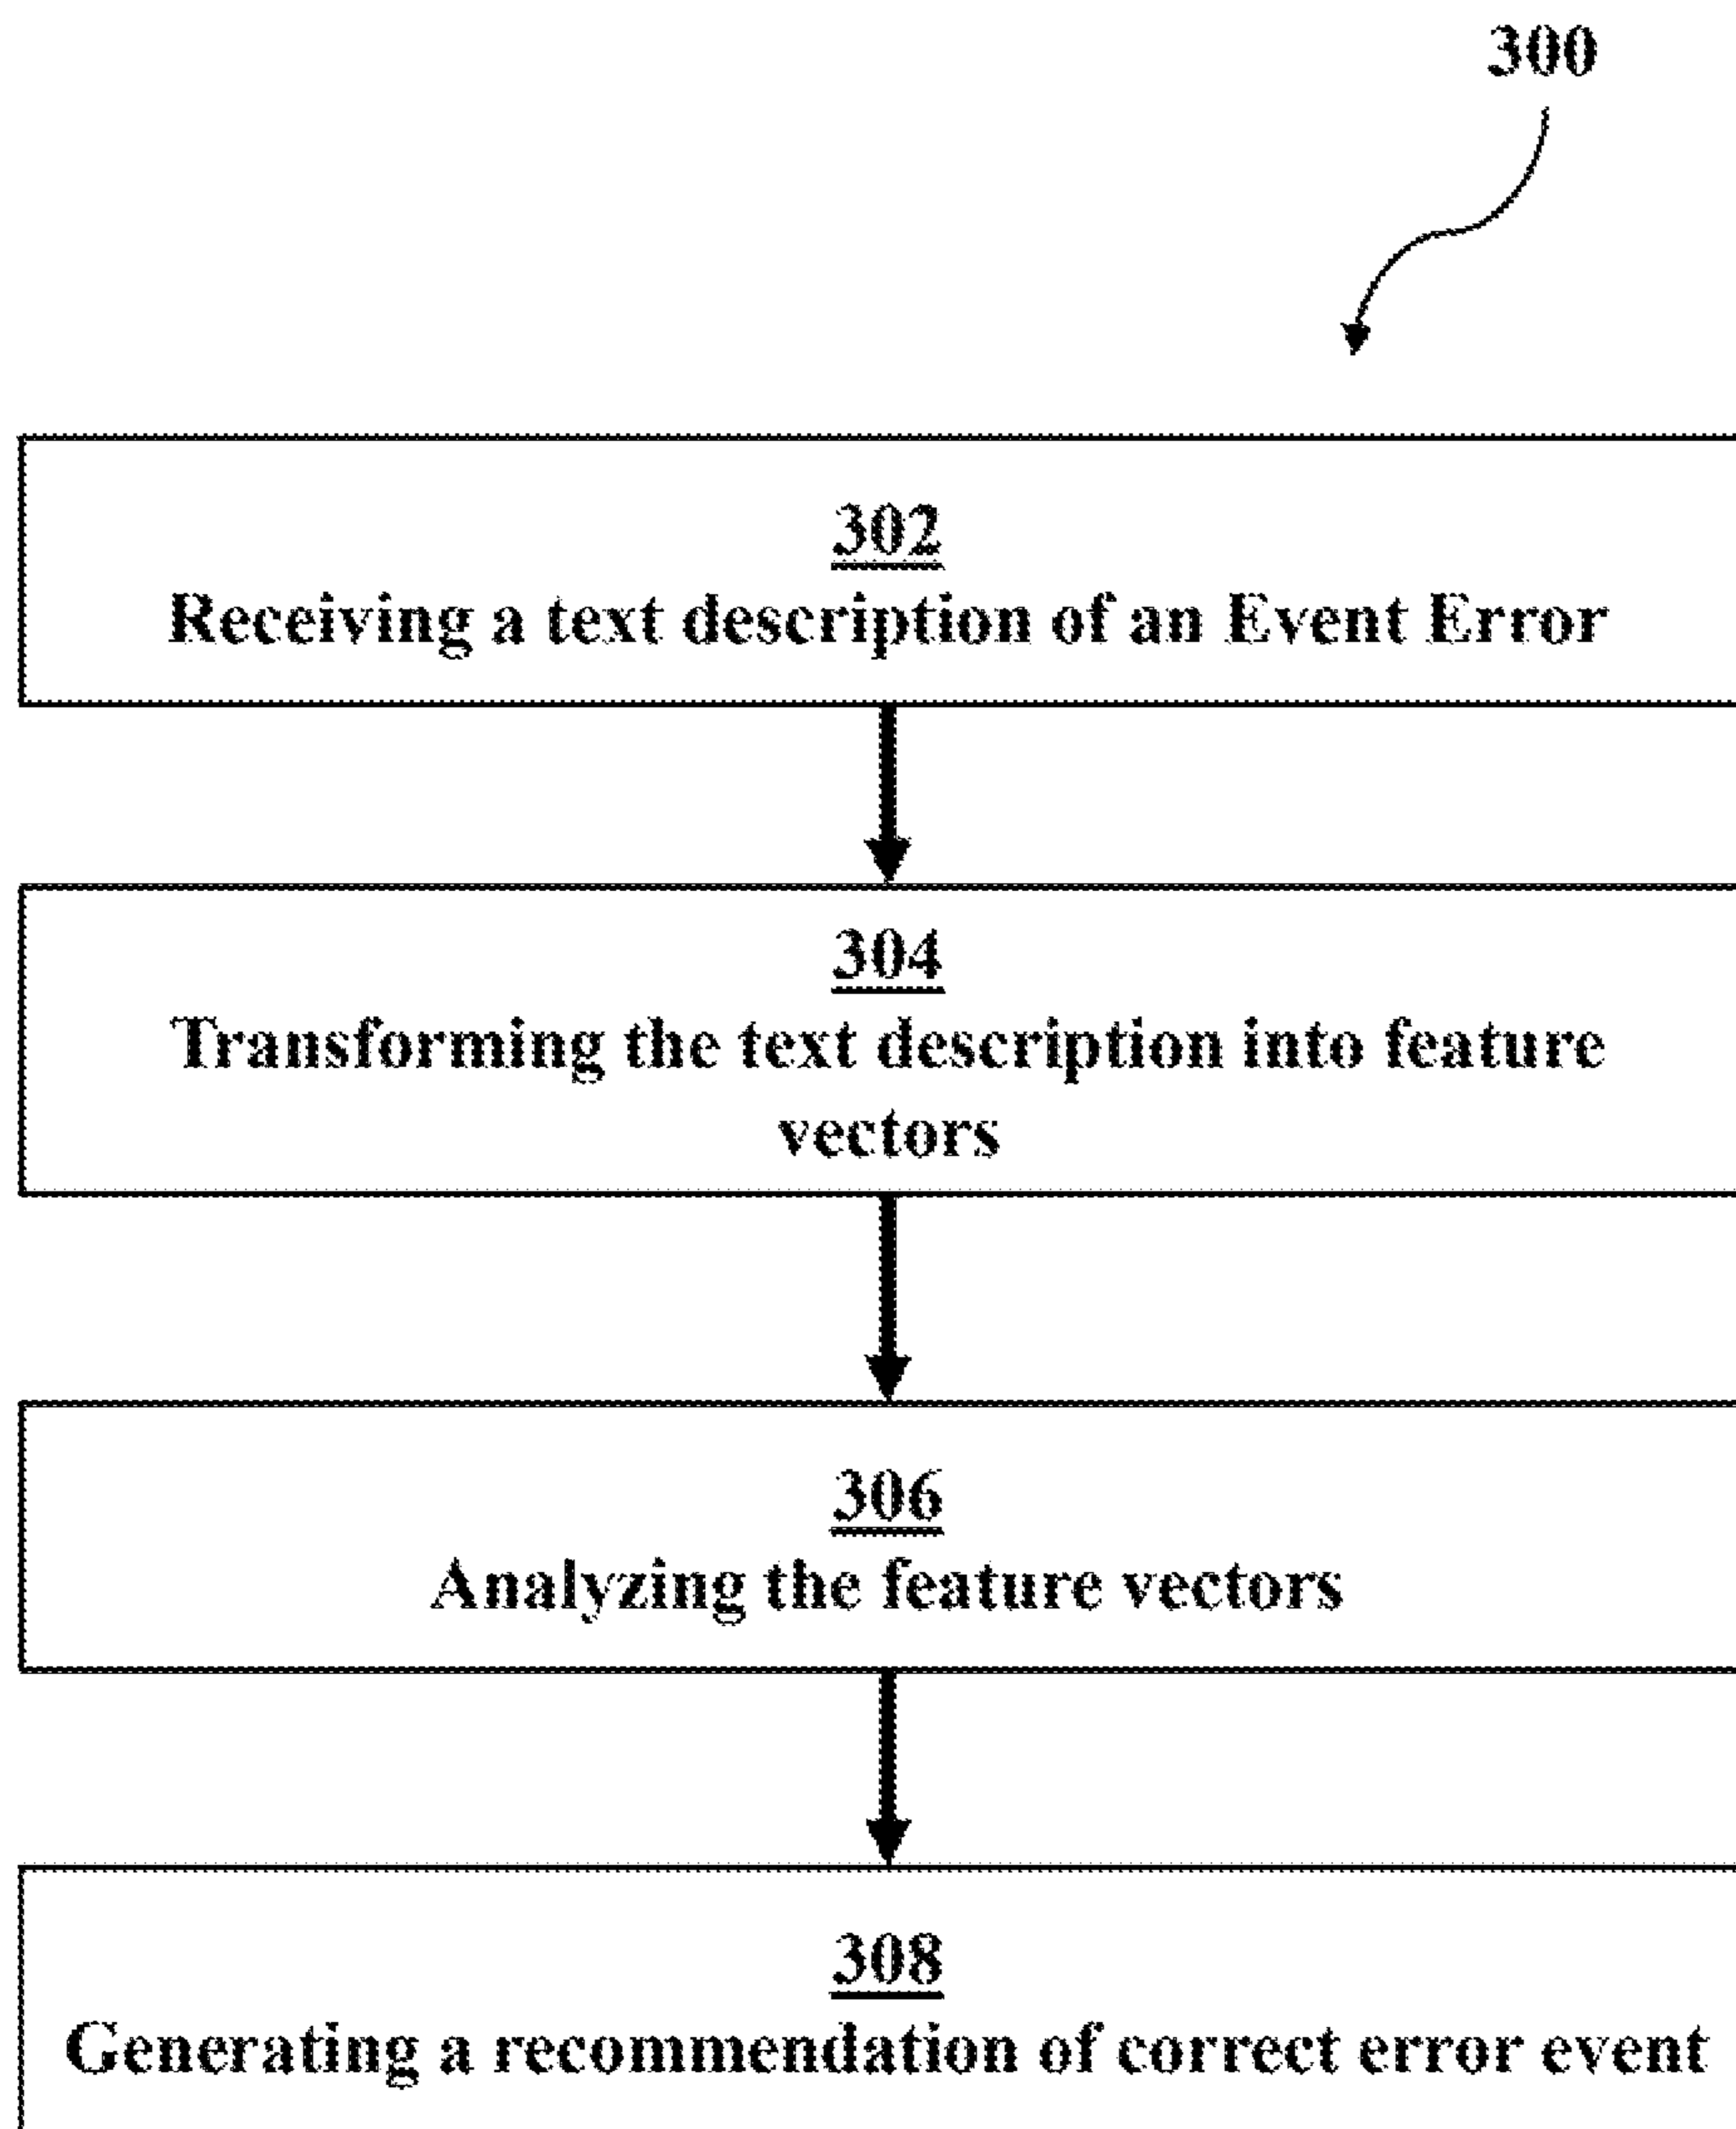 300
302
Receiving a text description of an Event Error
304
Transforming the text description into feature
vectors
306
Analyzing the feature vectors
308
Generating a recommendation of correct error event